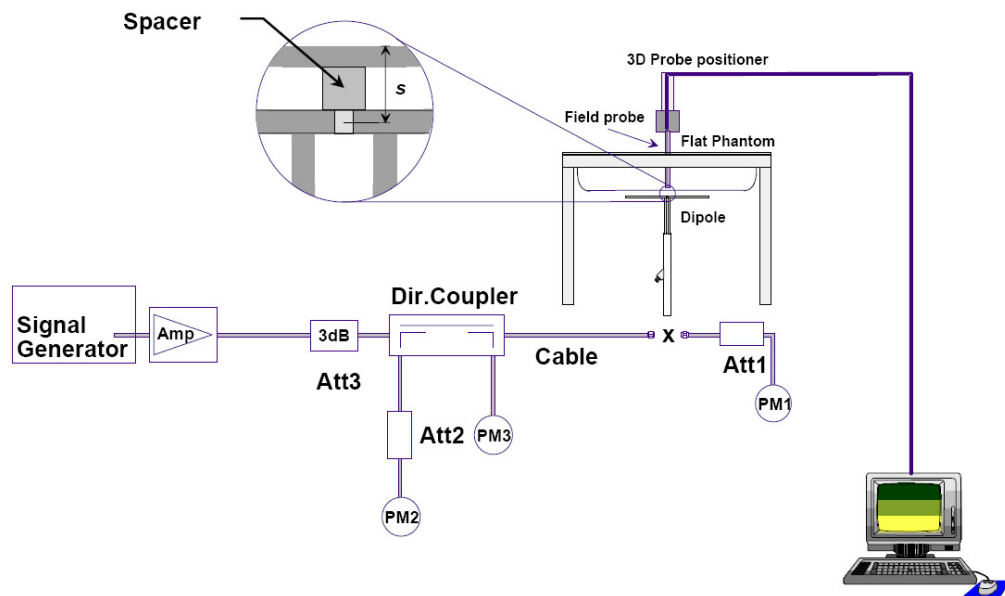 Spacer
s
3D Probe positioner
Field probe
Flat Phantom
Dipole
Signal
Generator
Amp
3dB
Att3
Dir.Coupler
Cable
x
Att1
PM1
Att2
PM3
PM2